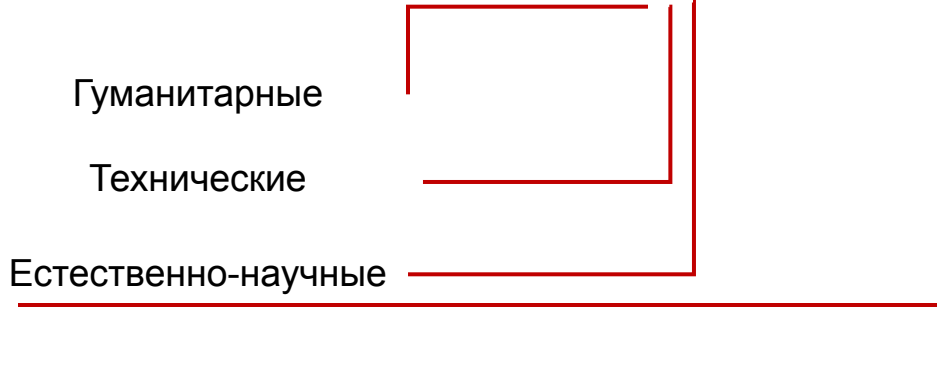 Гуманитарные
Технические
Естественно-научные